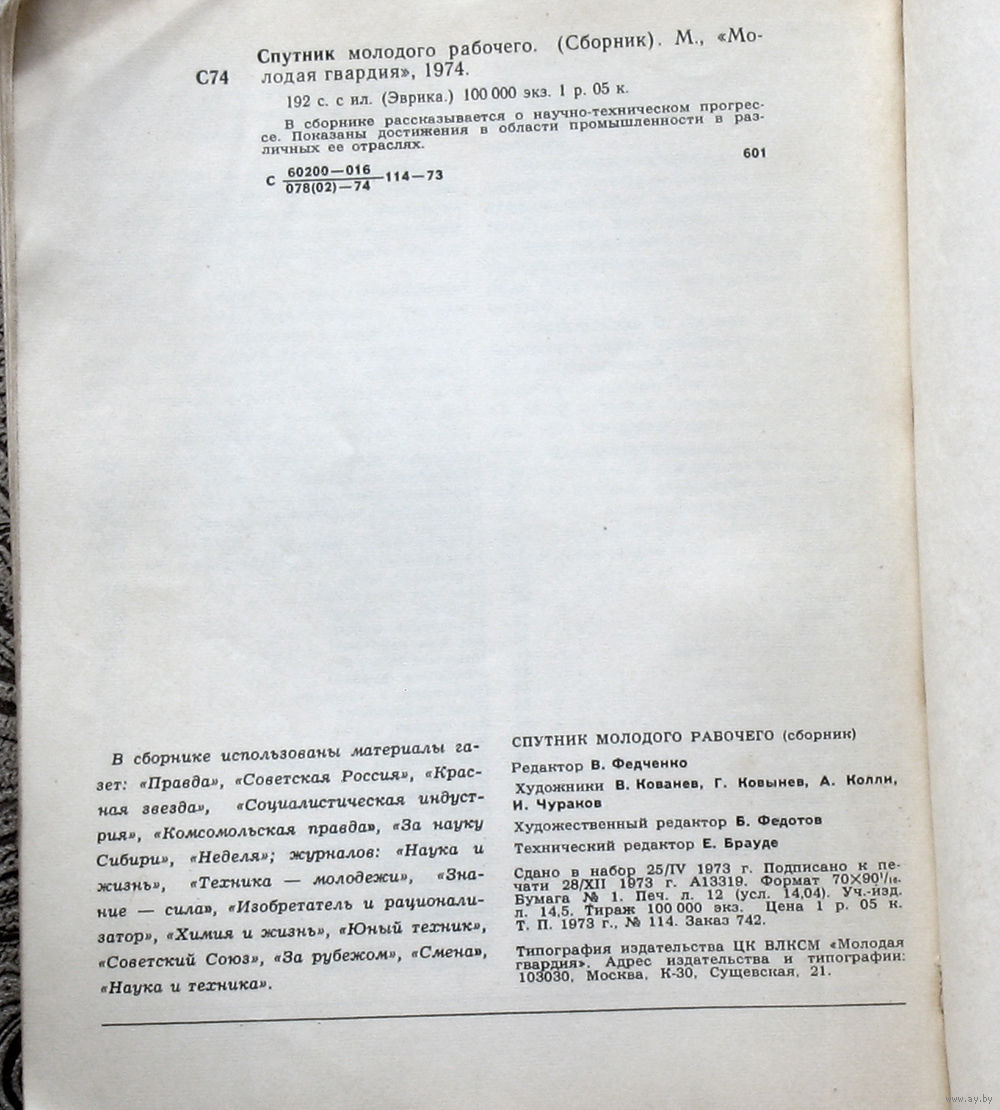 Спутник молодого рабочего. (Сборник). М., «Мо-
С74 лодая гвардия», 1974.
192 с. с ил. (Эврика.) 100 000 экз. 1 р. 05 к.
В сборнике рассказывается о научно-техническом прогрес-
се. Показаны достижения в области промышленности в раз-
личных ее отраслях.
601
С 60200—016
078(02)—74 114—73
В сборнике использованы материалы га-
зет: «Правда», «Советская Россия», «Крас-
ная звезда», «Социалистическая индуст-
рия», «Комсомольская правда», «За науку
Сибири», «Неделя»; журналов: «Наука и
жизнь», «Техника — молодежи», «Зна-
ние — сила», «Изобретатель и рационали-
затор», «Химия и жизнь», «Юный техник»,
«Советский Союз», «За рубежом», «Смена»,
«Наука и техника».
СПУТНИК МОЛОДОГО РАБОЧЕГО (сборник)
Редактор В. Федченко
Художники В. Кованев, Г. Ковынев, А. Колли,
И. Чураков
Художественный редактор Б. Федотов
Технический редактор Е. Брауде
Сдано в набор 25/IV 1973 г. Подписано к пе-
чати 28/XII 1973 г. А13319. Формат 70×90¹/₁₆.
Бумага № 1. Печ. л. 12 (усл. 14,04). Уч.-изд.
л. 14,5. Тираж 100 000 экз. Цена 1 р. 05 к.
Т. П. 1973 г., № 114. Заказ 742.
Типография издательства ЦК ВЛКСМ «Молодая
гвардия». Адрес издательства и типографии:
103030, Москва, К-30, Сущевская, 21.
www.ay.by